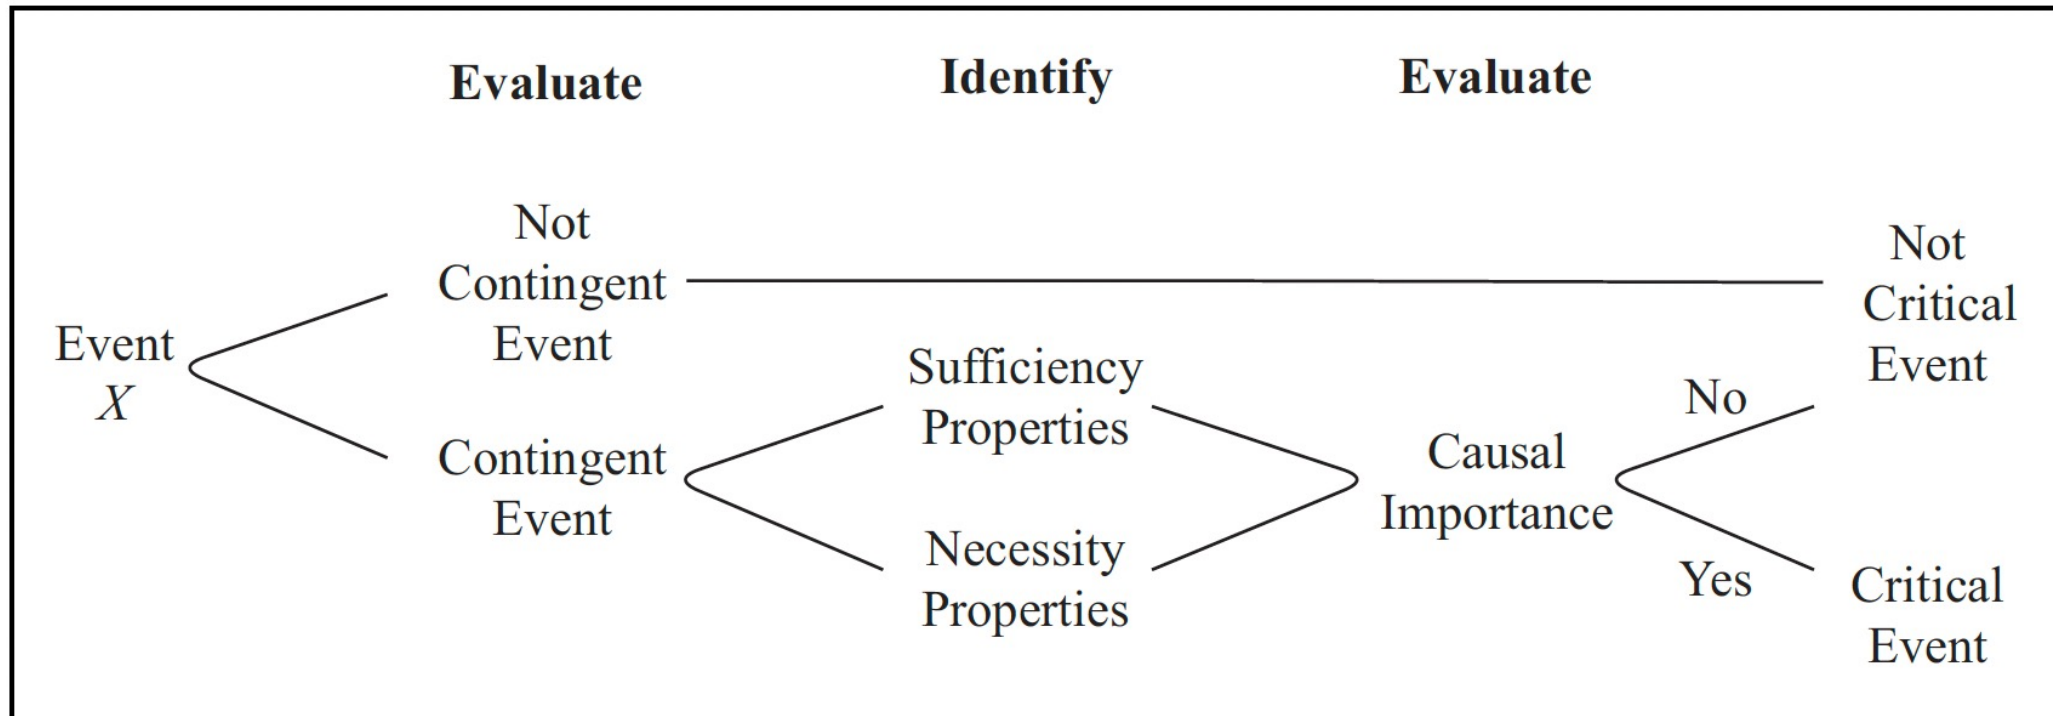 Evaluate
Identify
Evaluate
Event
X
Not
Contingent
Event
Contingent
Event
Sufficiency
Properties
Necessity
Properties
Causal
Importance
No
Yes
Not
Critical
Event
Critical
Event